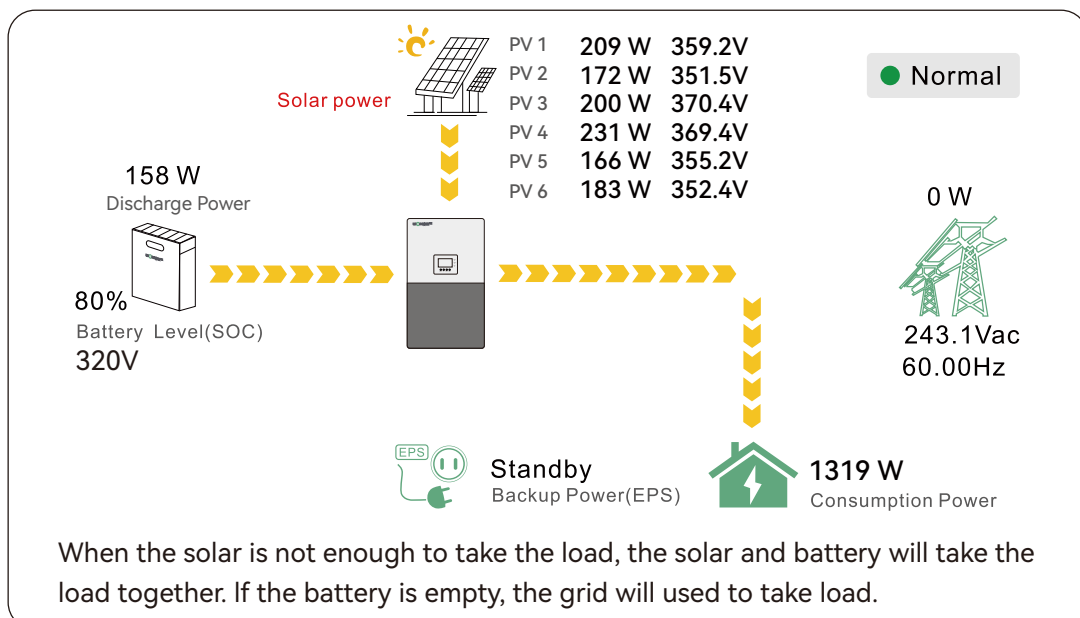 PV 1 209 W 359.2V
PV 2 172 W 351.5V
PV 3 200 W 370.4V
PV 4 231 W 369.4V
PV 5 166 W 355.2V
PV 6 183 W 352.4V
Normal
Solar power
158 W
Discharge Power
0 W
80%
Battery Level(SOC)
320V
243.1Vac
60.00Hz
EPS
Standby
Backup Power(EPS)
1319 W
Consumption Power
When the solar is not enough to take the load, the solar and battery will take the
load together. If the battery is empty, the grid will used to take load.